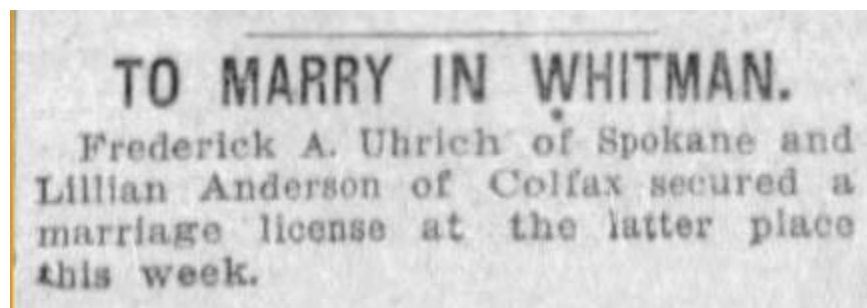 TO MARRY IN WHITMAN.
Frederick A. Uhrich of Spokane and
Lillian Anderson of Colfax secured a
marriage license at the latter place
this week.